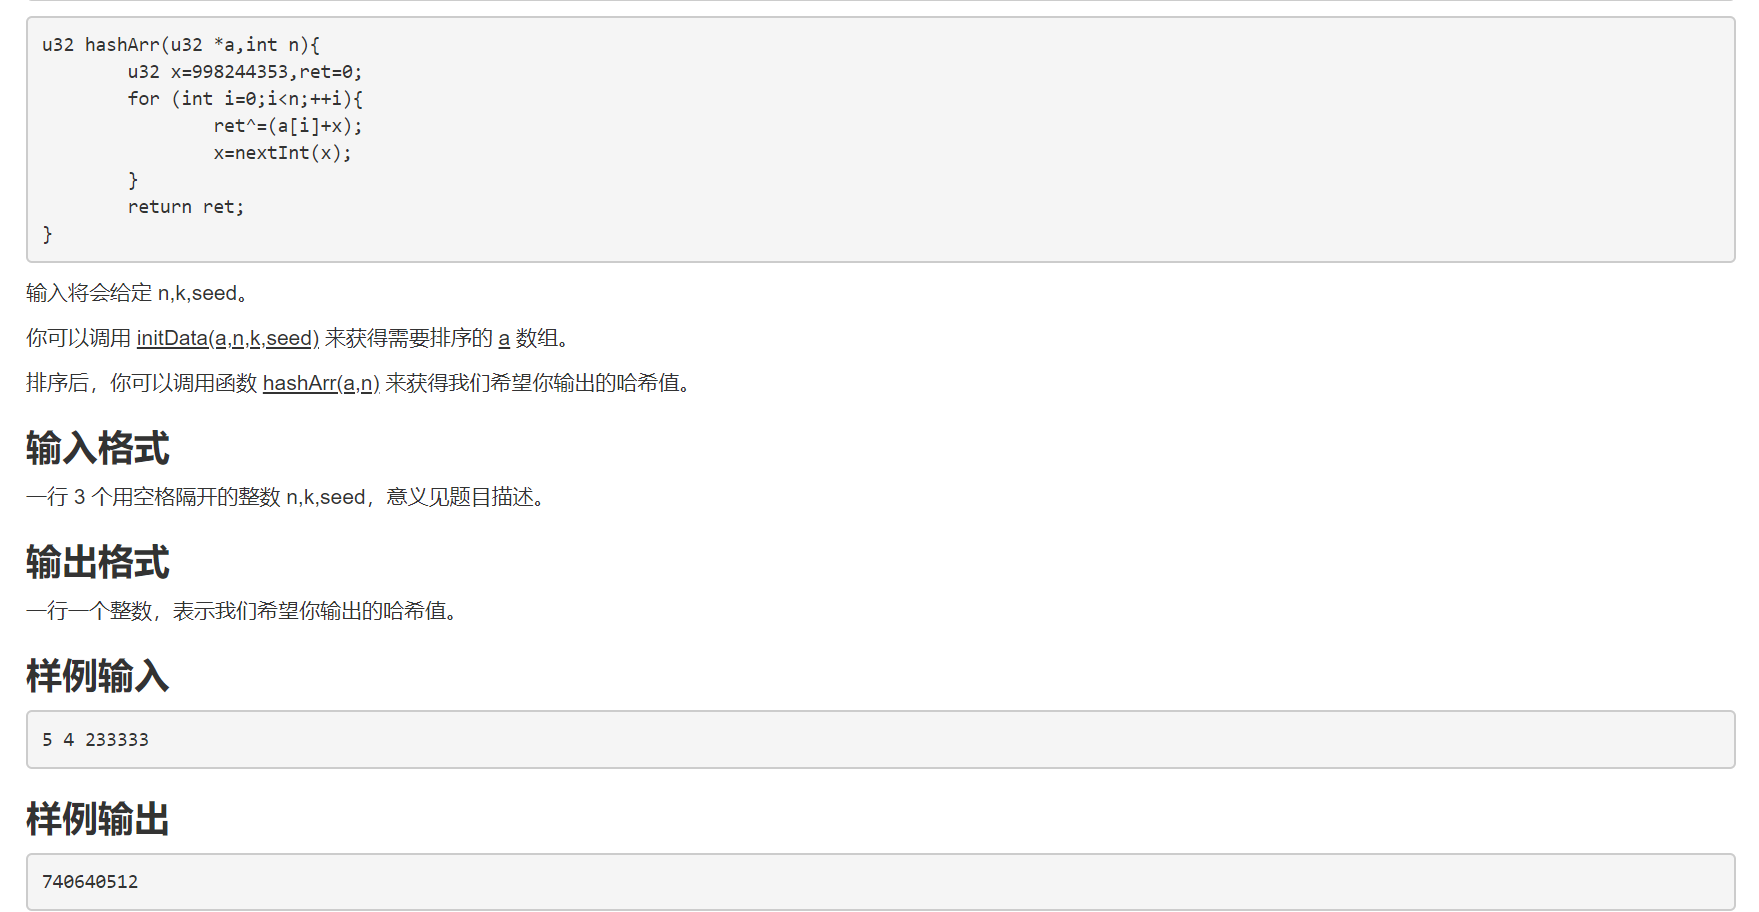 u32 hashArr(u32 *a,int n){
u32 x=998244353,ret=0;
for (int i=0;i<n;++i){
ret^=(a[i]+x);
x=nextInt(x);
}
return ret;
}
输入将会给定 n,k,seed。
你可以调用 initData(a,n,k,seed) 来获得需要排序的 a 数组。
排序后，你可以调用函数 hashArr(a,n) 来获得我们希望你输出的哈希值。
输入格式
一行 3 个用空格隔开的整数 n,k,seed，意义见题目描述。
输出格式
一行一个整数，表示我们希望你输出的哈希值。
样例输入
5 4 233333
样例输出
740640512